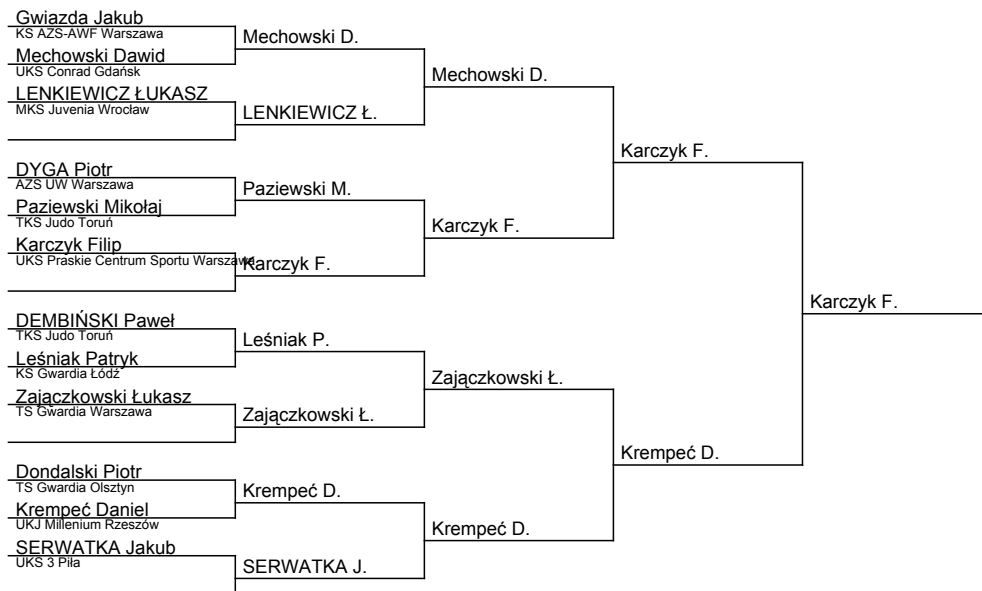 Gwiazda Jakub
KS AZS-AWF Warszawa
Mechowski Dawid
UKS Conrad Gdańsk
LENKIEWICZ ŁUKASZ
MKS Juvenia Wrocław
DYGA Piotr
AZS UW Warszawa
Paziewski Mikołaj
TKS Judo Toruń
Karczyk Filip
UKS Praskie Centrum Sportu Warszawa
DEMBIŃSKI Paweł
TKS Judo Toruń
Leśniak Patryk
KS Gwardia Łódź
Zajączkowski Łukasz
TS Gwardia Warszawa
Dondalski Piotr
TS Gwardia Olsztyn
Krempeć Daniel
UKJ Millenium Rzeszów
SERWATKA Jakub
UKS 3 Piła
Mechowski D.
LENKIEWICZ Ł.
Paziewski M.
Karczyk F.
Leśniak P.
Zajączkowski Ł.
Krempeć D.
SERWATKA J.
Mechowski D.
Karczyk F.
Zajączkowski Ł.
Krempeć D.
Karczyk F.
Krempeć D.
Karczyk F.